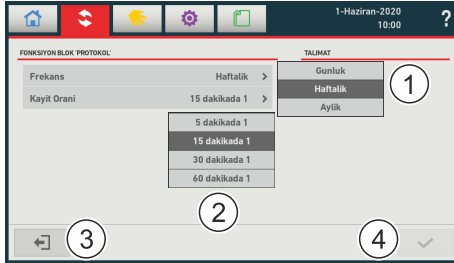 1-Haziran-2020
10:00
?
FONKSIYON BLOK 'PROTOKOL'
TALIMAT
Frekans
Haftalik >
Kayit Orani
15 dakikada 1 >
Gunluk
Haftalik
Aylik
1
5 dakikada 1
15 dakikada 1
30 dakikada 1
60 dakikada 1
2
3
4